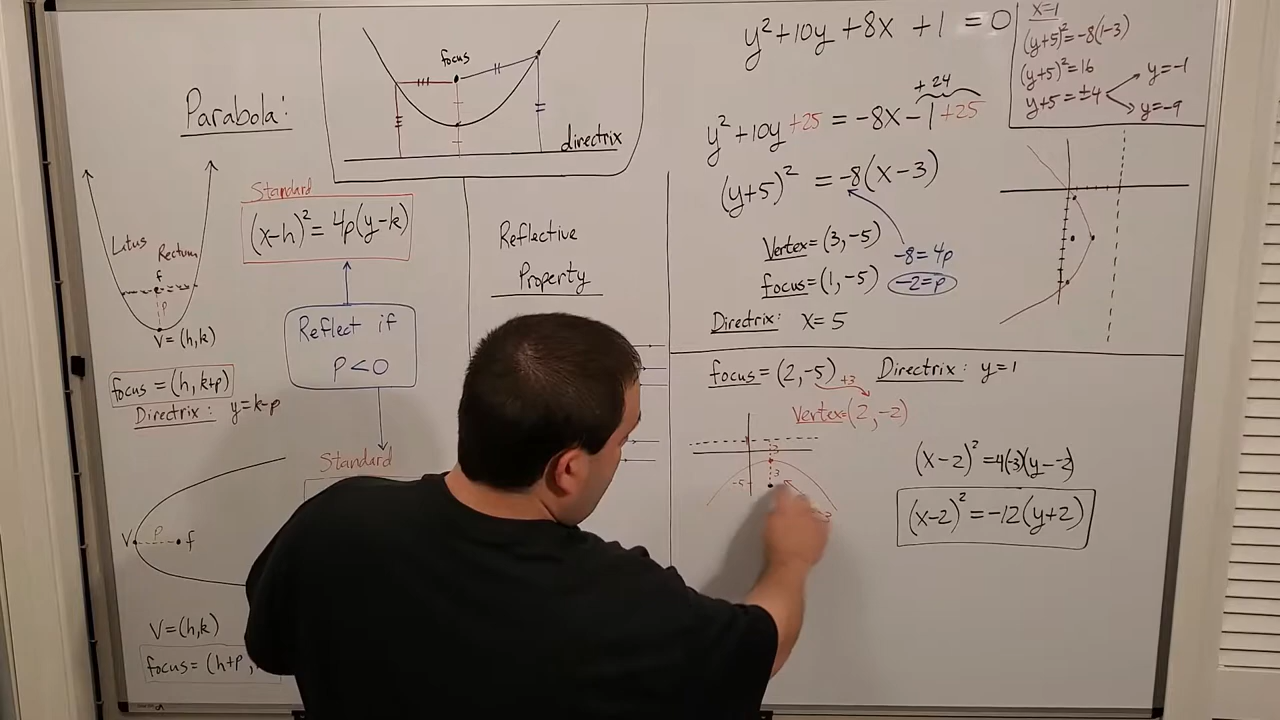 Parabola:
focus
directrix
Latus Rectum
f
P
V=(h,k)
focus = (h, k+p)
Directrix: y=k-p
Standard
(x-h)² = 4p(y-k)
Reflect if
P<0
Standard
V
P
f
V=(h,k)
focus = (h+p,
Reflective
Property
y²+10y+8x+1=0
+24
y²+10y+25 = -8x-1+25
(y+5)² = -8(x-3)
Vertex=(3,-5)
focus=(1,-5)
-8=4p
-2=p
Directrix: x=5
x=1
(y+5)²=-8(1-3)
(y+5)²=16
y+5=±4
y=-1
y=-9
focus=(2,-5)
+3
Directrix: y=1
Vertex=(2,-2)
3
3
-5
(x-2)²=4(-3)(y--2)
(x-2)²=-12(y+2)